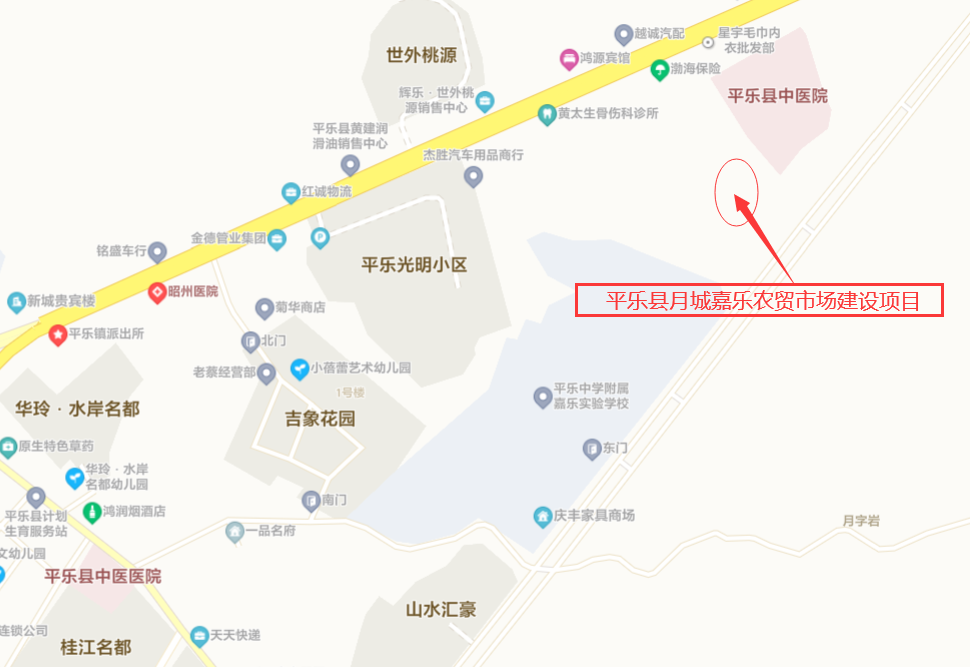 越诚汽配
星宇毛巾内
衣批发部
世外桃源
鸿源宾馆
渤海保险
辉乐·世外桃
源销售中心
平乐县中医院
黄太生骨伤科诊所
平乐县黄建润
滑油销售中心
杰胜汽车用品商行
红诚物流
金德管业集团
P
铭盛车行
平乐光明小区
昭州医院
新城贵宾楼
平乐县月城嘉乐农贸市场建设项目
菊华商店
平乐镇派出所
北门
老蔡经营部
小蓓蕾艺术幼儿园
1号楼
平乐中学附属
嘉乐实验学校
华玲·水岸名都
吉象花园
原生特色草药
东门
华玲·水岸
名都幼儿园
南门
鸿润烟酒店
平乐县计划
生育服务站
庆丰家具商场
月字岩
一品名府
文幼儿园
平乐县中医医院
山水汇豪
连锁公司
天天快递
桂江名都